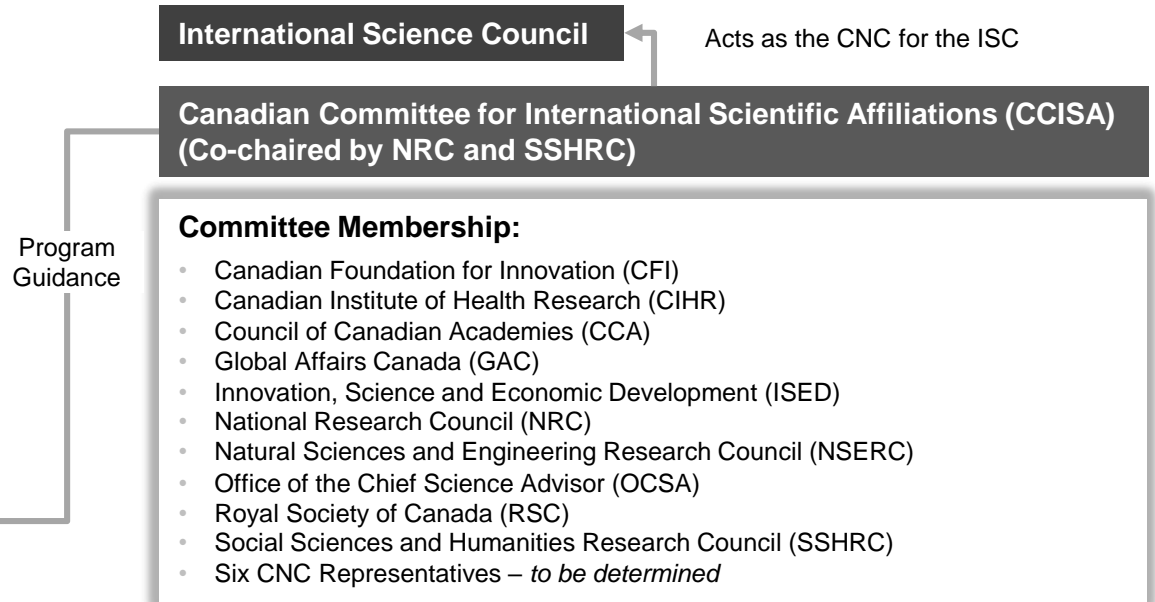 International Science Council
Acts as the CNC for the ISC
Canadian Committee for International Scientific Affiliations (CCISA)
(Co-chaired by NRC and SSHRC)
Program
Guidance
Committee Membership:
• Canadian Foundation for Innovation (CFI)
• Canadian Institute of Health Research (CIHR)
• Council of Canadian Academies (CCA)
• Global Affairs Canada (GAC)
• Innovation, Science and Economic Development (ISED)
• National Research Council (NRC)
• Natural Sciences and Engineering Research Council (NSERC)
• Office of the Chief Science Advisor (OCSA)
• Royal Society of Canada (RSC)
• Social Sciences and Humanities Research Council (SSHRC)
• Six CNC Representatives – to be determined